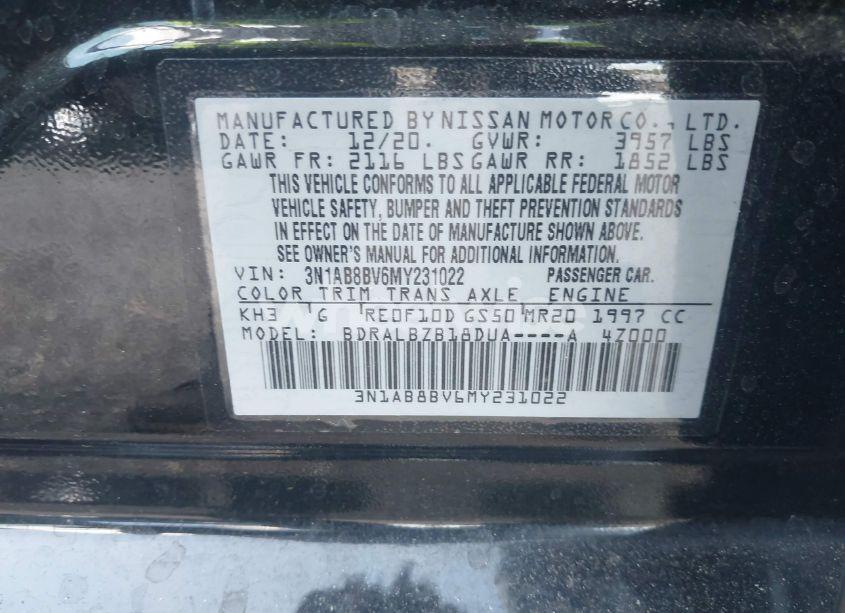 MANUFACTURED BY NISSAN MOTOR CO., LTD.
DATE: 12/20. GVWR: 3957 LBS
GAWR FR: 2116 LBS GAWR RR: 1852 LBS
THIS VEHICLE CONFORMS TO ALL APPLICABLE FEDERAL MOTOR
VEHICLE SAFETY, BUMPER AND THEFT PREVENTION STANDARDS
IN EFFECT ON THE DATE OF MANUFACTURE SHOWN ABOVE.
SEE OWNER'S MANUAL FOR ADDITIONAL INFORMATION.
VIN: 3N1AB8BV6MY231022 PASSENGER CAR.
COLOR TRIM TRANS AXLE ENGINE
KH3 G RE0F10D GS50 MR20 1997 CC
MODEL: BDRALBZB18DUA----A 4Z000
3N1AB8BV6MY231022